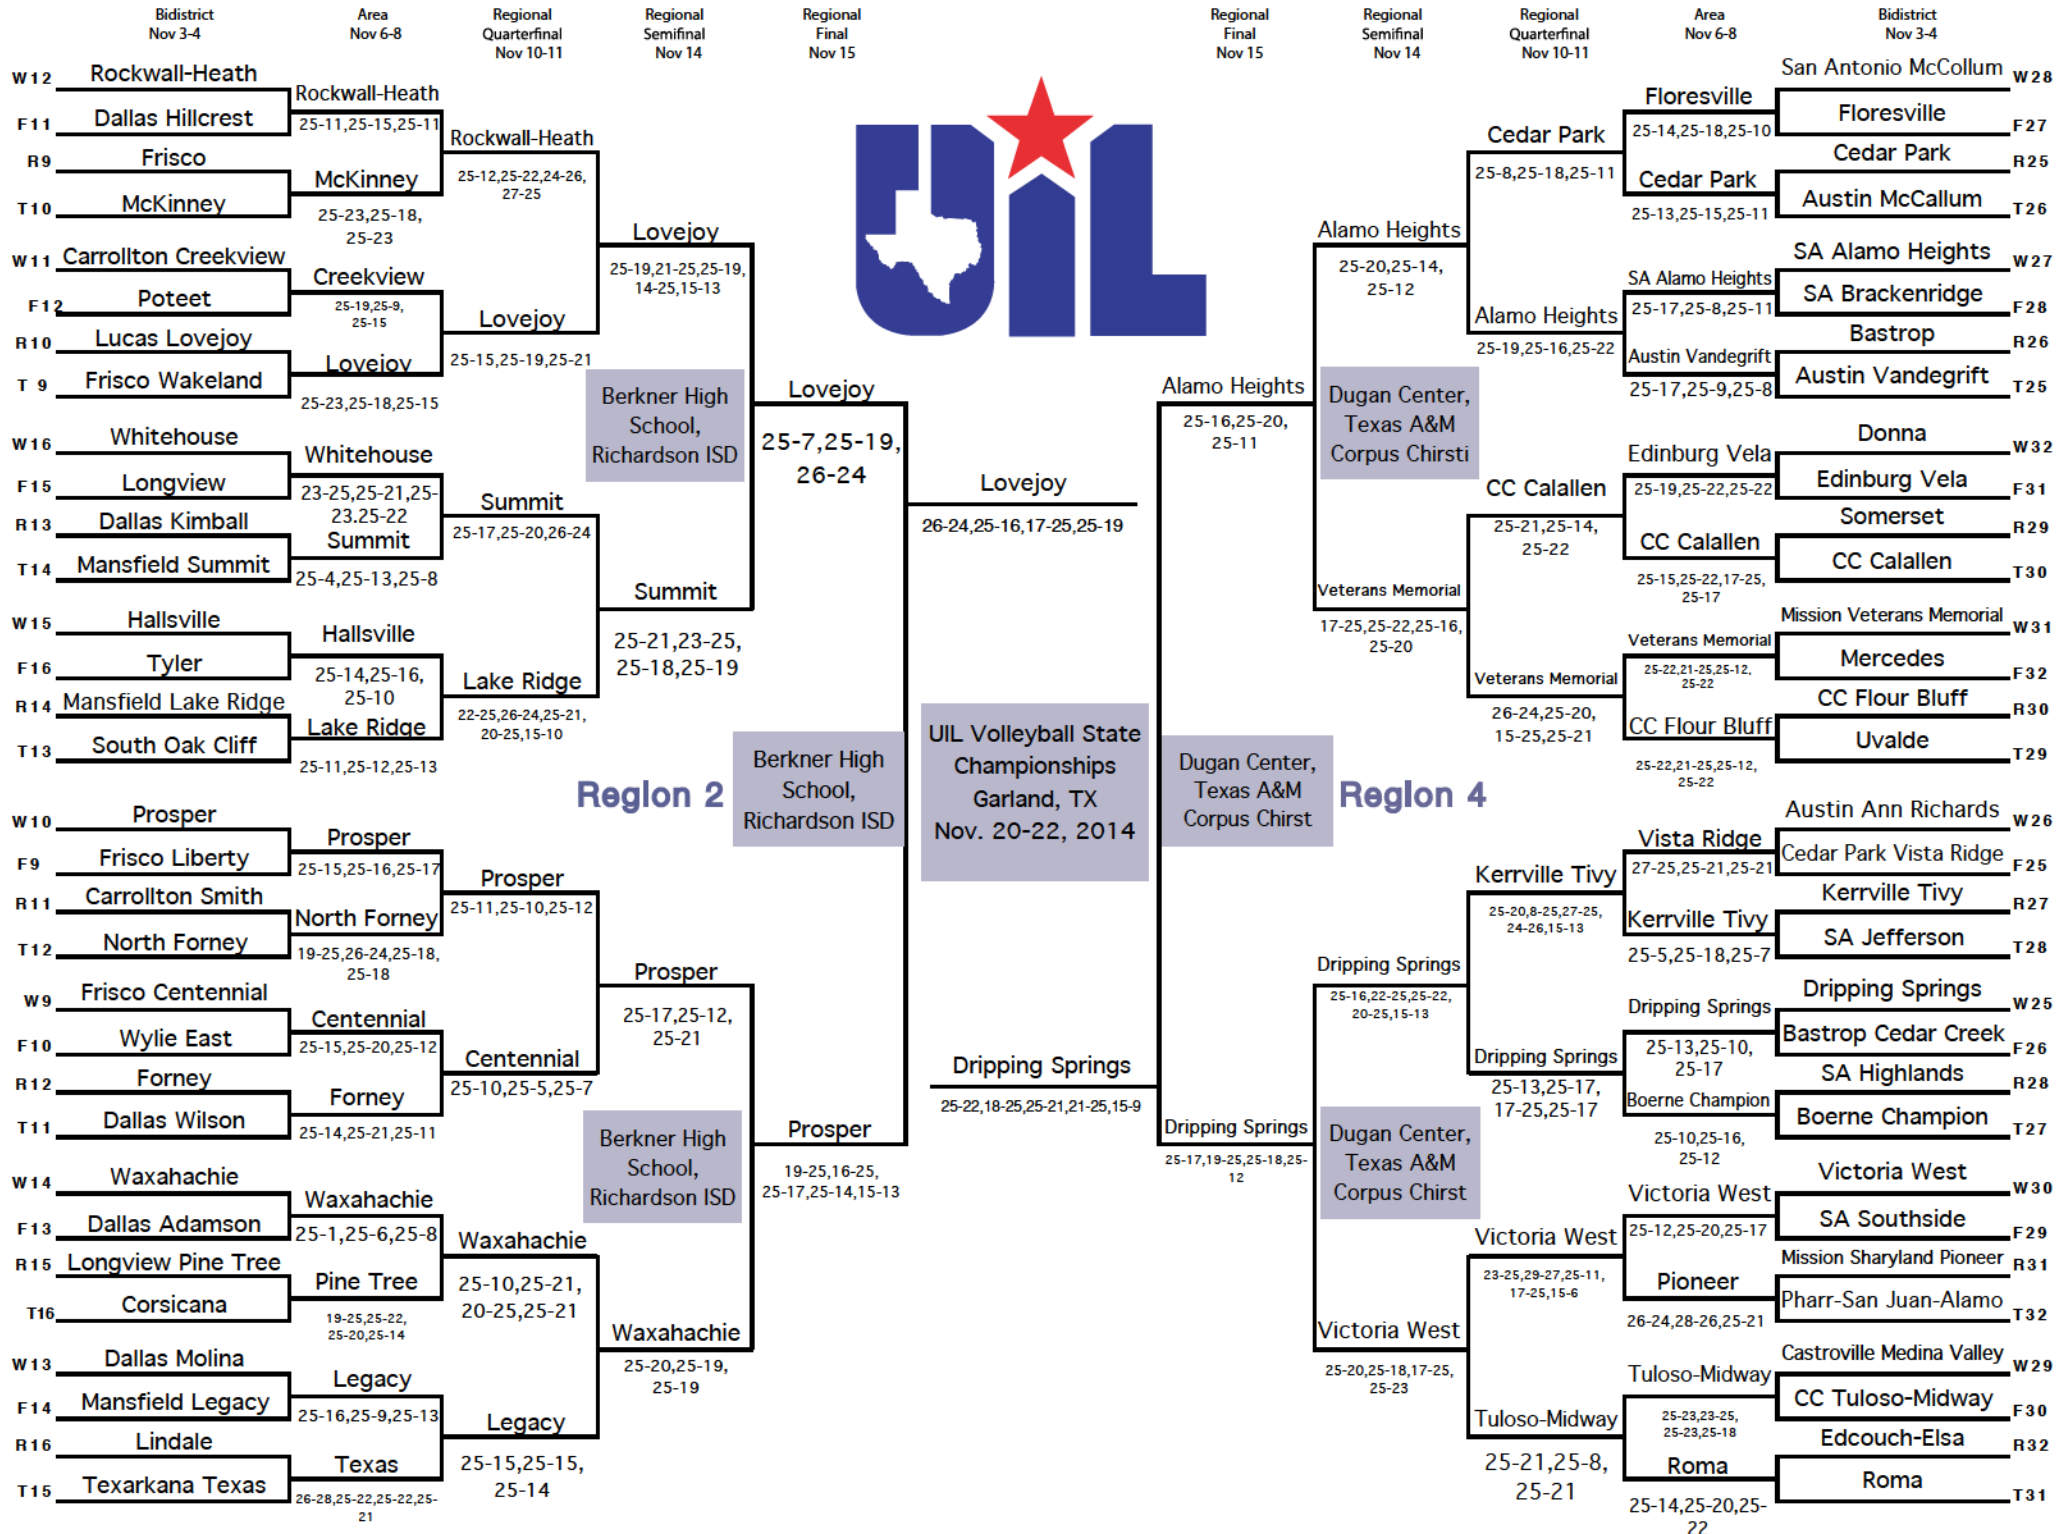 Bidistrict
Nov 3-4
Area
Nov 6-8
Regional
Quarterfinal
Nov 10-11
Regional
Semifinal
Nov 14
Regional
Final
Nov 15
Regional
Final
Nov 15
Regional
Semifinal
Nov 14
Regional
Quarterfinal
Nov 10-11
Area
Nov 6-8
Bidistrict
Nov 3-4
UIL
W12 Rockwall-Heath
F11 Dallas Hillcrest
R9 Frisco
T10 McKinney
W11 Carrollton Creekview
F12 Poteet
R10 Lucas Lovejoy
T 9 Frisco Wakeland
W16 Whitehouse
F15 Longview
R13 Dallas Kimball
T14 Mansfield Summit
W15 Hallsville
F16 Tyler
R14 Mansfield Lake Ridge
T13 South Oak Cliff
W10 Prosper
F9 Frisco Liberty
R11 Carrollton Smith
T12 North Forney
W9 Frisco Centennial
F10 Wylie East
R12 Forney
T11 Dallas Wilson
W14 Waxahachie
F13 Dallas Adamson
R15 Longview Pine Tree
T16 Corsicana
W13 Dallas Molina
F14 Mansfield Legacy
R16 Lindale
T15 Texarkana Texas
Rockwall-Heath
25-11,25-15,25-11
McKinney
25-23,25-18,
25-23
Creekview
25-19,25-9,
25-15
Lovejoy
25-23,25-18,25-15
Whitehouse
23-25,25-21,25-
23.25-22
Summit
25-4,25-13,25-8
Hallsville
25-14,25-16,
25-10
Lake Ridge
25-11,25-12,25-13
Prosper
25-15,25-16,25-17
North Forney
19-25,26-24,25-18,
25-18
Centennial
25-15,25-20,25-12
Forney
25-14,25-21,25-11
Waxahachie
25-1,25-6,25-8
Pine Tree
19-25,25-22,
25-20,25-14
Legacy
25-16,25-9,25-13
Texas
26-28,25-22,25-22,25-
21
Rockwall-Heath
25-12,25-22,24-26,
27-25
Lovejoy
25-15,25-19,25-21
Summit
25-17,25-20,26-24
Lake Ridge
22-25,26-24,25-21,
20-25,15-10
Prosper
25-11,25-10,25-12
Centennial
25-10,25-5,25-7
Waxahachie
25-10,25-21,
20-25,25-21
Legacy
25-15,25-15,
25-14
Lovejoy
25-19,21-25,25-19,
14-25,15-13
Berkner High
School,
Richardson ISD
Summit
25-21,23-25,
25-18,25-19
Region 2
Prosper
25-17,25-12,
25-21
Berkner High
School,
Richardson ISD
Waxahachie
25-20,25-19,
25-19
Lovejoy
25-7,25-19,
26-24
Berkner High
School,
Richardson ISD
Prosper
19-25,16-25,
25-17,25-14,15-13
Lovejoy
26-24,25-16,17-25,25-19
UIL Volleyball State
Championships
Garland, TX
Nov. 20-22, 2014
Dripping Springs
25-22,18-25,25-21,21-25,15-9
Alamo Heights
25-16,25-20,
25-11
Dugan Center,
Texas A&M
Corpus Chirst
Dripping Springs
25-17,19-25,25-18,25-
12
Alamo Heights
25-20,25-14,
25-12
Dugan Center,
Texas A&M
Corpus Chirsti
Veterans Memorial
17-25,25-22,25-16,
25-20
Region 4
Dripping Springs
25-16,22-25,25-22,
20-25,15-13
Dugan Center,
Texas A&M
Corpus Chirst
Victoria West
25-20,25-18,17-25,
25-23
Cedar Park
25-8,25-18,25-11
Alamo Heights
25-19,25-16,25-22
CC Calallen
25-21,25-14,
25-22
Veterans Memorial
26-24,25-20,
15-25,25-21
Kerrville Tivy
25-20,8-25,27-25,
24-26,15-13
Dripping Springs
25-13,25-17,
17-25,25-17
Victoria West
23-25,29-27,25-11,
17-25,15-6
Tuloso-Midway
25-21,25-8,
25-21
Floresville
25-14,25-18,25-10
Cedar Park
25-13,25-15,25-11
SA Alamo Heights
25-17,25-8,25-11
Austin Vandegrift
25-17,25-9,25-8
Edinburg Vela
25-19,25-22,25-22
CC Calallen
25-15,25-22,17-25,
25-17
Veterans Memorial
25-22,21-25,25-12,
25-22
CC Flour Bluff
25-22,21-25,25-12,
25-22
Vista Ridge
27-25,25-21,25-21
Kerrville Tivy
25-5,25-18,25-7
Dripping Springs
25-13,25-10,
25-17
Boerne Champion
25-10,25-16,
25-12
Victoria West
25-12,25-20,25-17
Pioneer
26-24,28-26,25-21
Tuloso-Midway
25-23,23-25,
25-23,25-18
Roma
25-14,25-20,25-
22
San Antonio McCollum W28
Floresville F27
Cedar Park R25
Austin McCallum T26
SA Alamo Heights W27
SA Brackenridge F28
Bastrop R26
Austin Vandegrift T25
Donna W32
Edinburg Vela F31
Somerset R29
CC Calallen T30
Mission Veterans Memorial W31
Mercedes F32
CC Flour Bluff R30
Uvalde T29
Austin Ann Richards W26
Cedar Park Vista Ridge F25
Kerrville Tivy R27
SA Jefferson T28
Dripping Springs W25
Bastrop Cedar Creek F26
SA Highlands R28
Boerne Champion T27
Victoria West W30
SA Southside F29
Mission Sharyland Pioneer R31
Pharr-San Juan-Alamo T32
Castroville Medina Valley W29
CC Tuloso-Midway F30
Edcouch-Elsa R32
Roma T31